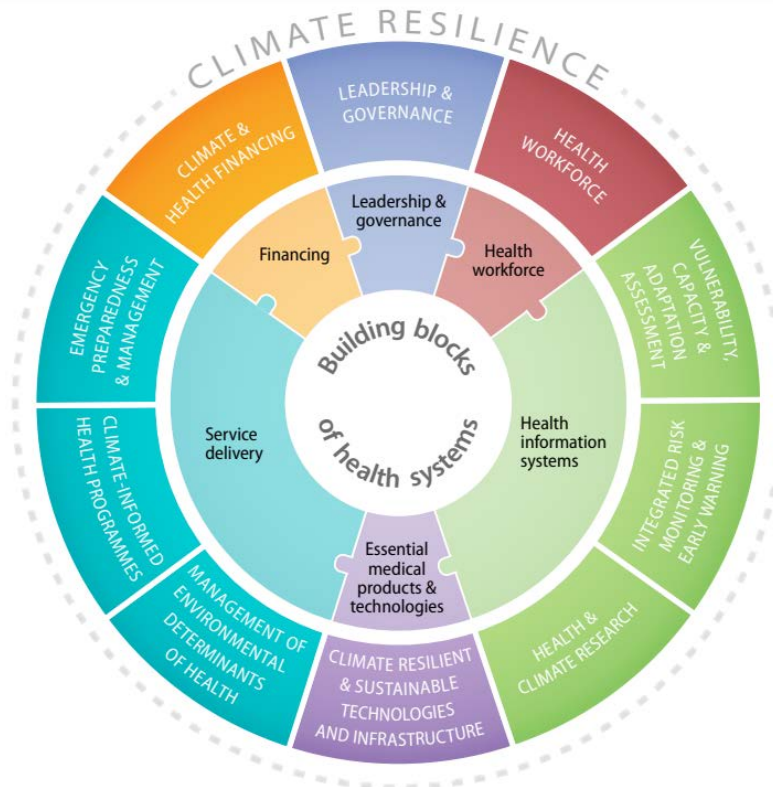 CLIMATE RESILIENCE
LEADERSHIP &
GOVERNANCE
HEALTH
WORKFORCE
VULNERABILITY,
CAPACITY &
ADAPTATION
ASSESSMENT
INTEGRATED RISK
MONITORING &
EARLY WARNING
HEALTH &
CLIMATE RESEARCH
CLIMATE RESILIENT
& SUSTAINABLE
TECHNOLOGIES
AND INFRASTRUCTURE
MANAGEMENT OF
ENVIRONMENTAL
DETERMINANTS
OF HEALTH
CLIMATE-INFORMED
HEALTH PROGRAMMES
EMERGENCY
PREPAREDNESS
& MANAGEMENT
CLIMATE &
HEALTH FINANCING
Leadership &
governance
Health
workforce
Health
information
systems
Essential
medical
products &
technologies
Service
delivery
Financing
Building blocks
of health systems